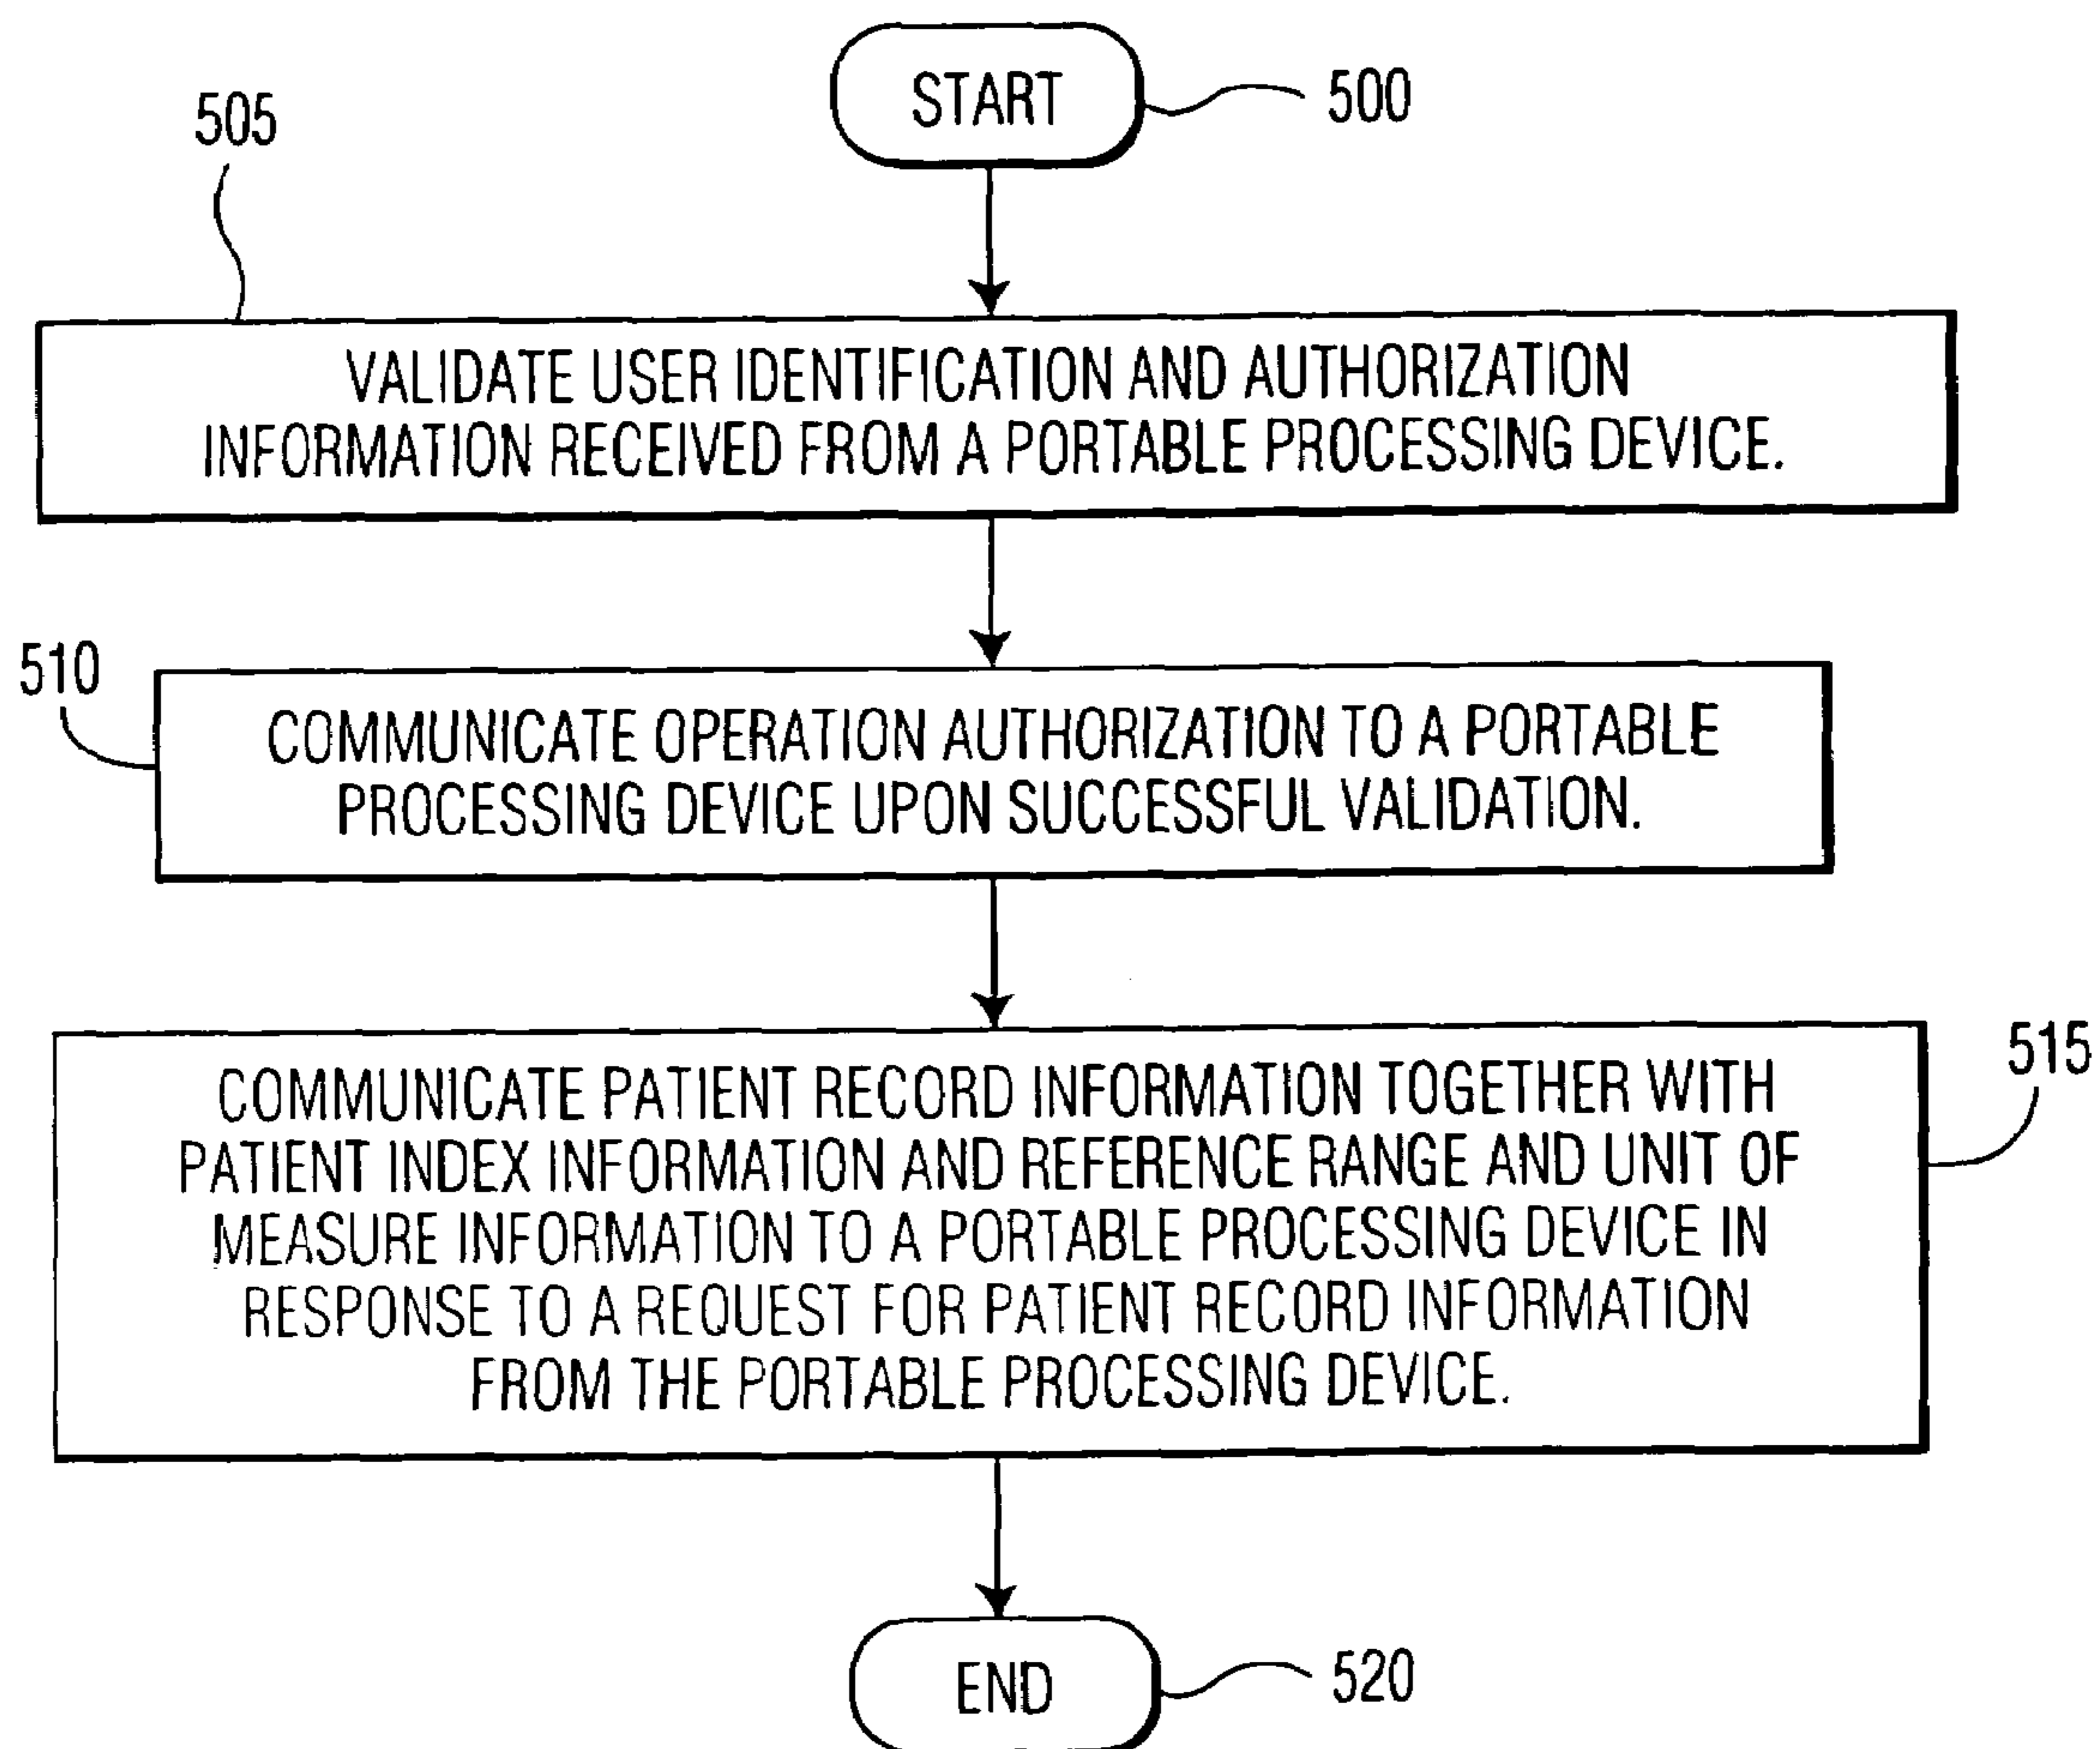 START
500
505
VALIDATE USER IDENTIFICATION AND AUTHORIZATION
INFORMATION RECEIVED FROM A PORTABLE PROCESSING DEVICE.
510
COMMUNICATE OPERATION AUTHORIZATION TO A PORTABLE
PROCESSING DEVICE UPON SUCCESSFUL VALIDATION.
515
COMMUNICATE PATIENT RECORD INFORMATION TOGETHER WITH
PATIENT INDEX INFORMATION AND REFERENCE RANGE AND UNIT OF
MEASURE INFORMATION TO A PORTABLE PROCESSING DEVICE IN
RESPONSE TO A REQUEST FOR PATIENT RECORD INFORMATION
FROM THE PORTABLE PROCESSING DEVICE.
END
520